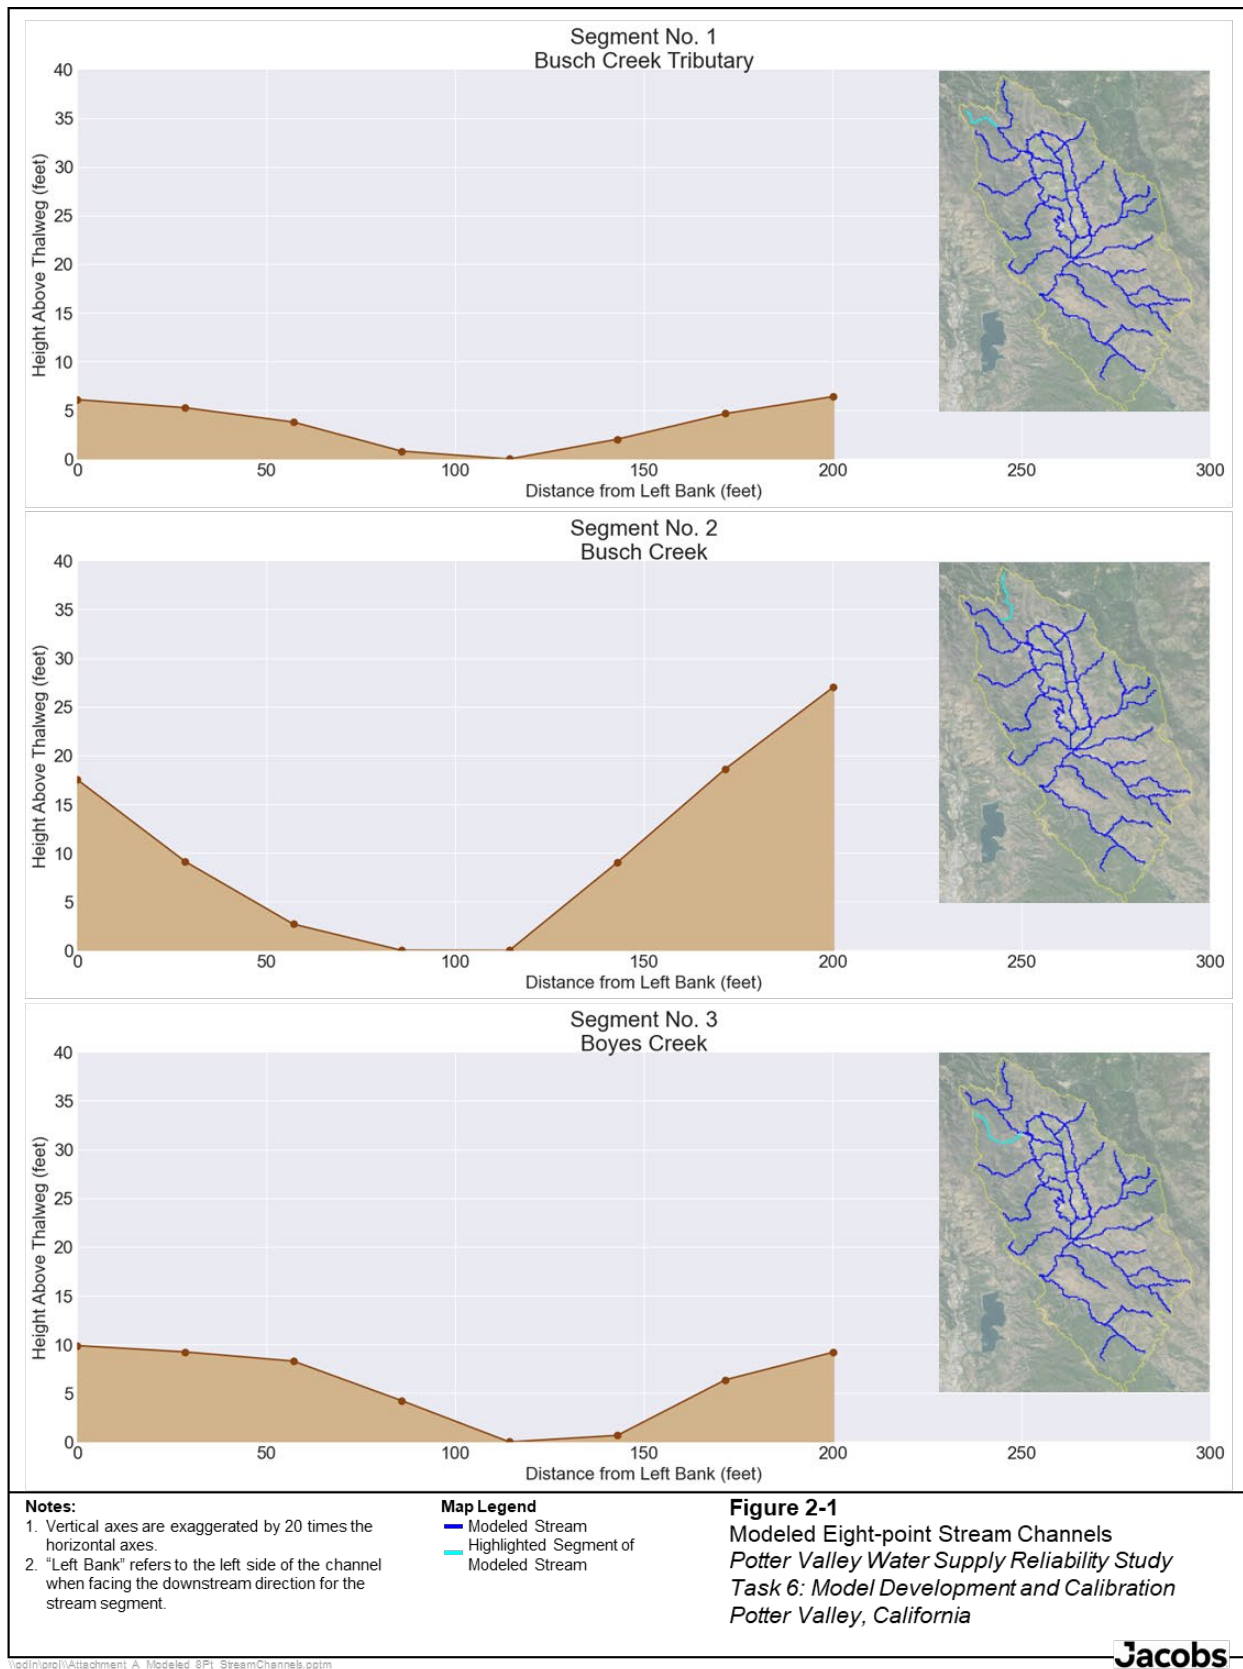 Segment No. 1
Busch Creek Tributary
Height Above Thalweg (feet)
40
35
30
25
20
15
10
5
0
0 50 100 150 200 250 300
Distance from Left Bank (feet)
Segment No. 2
Busch Creek
Height Above Thalweg (feet)
40
35
30
25
20
15
10
5
0
0 50 100 150 200 250 300
Distance from Left Bank (feet)
Segment No. 3
Boyes Creek
Height Above Thalweg (feet)
40
35
30
25
20
15
10
5
0
0 50 100 150 200 250 300
Distance from Left Bank (feet)
Notes:
1. Vertical axes are exaggerated by 20 times the
horizontal axes.
2. “Left Bank” refers to the left side of the channel
when facing the downstream direction for the
stream segment.
Map Legend
Modeled Stream
Highlighted Segment of
Modeled Stream
Figure 2-1
Modeled Eight-point Stream Channels
Potter Valley Water Supply Reliability Study
Task 6: Model Development and Calibration
Potter Valley, California
Jacobs
\\odin\proj\\Attachment_A_Modeled_8Pt_StreamChannels.pptm